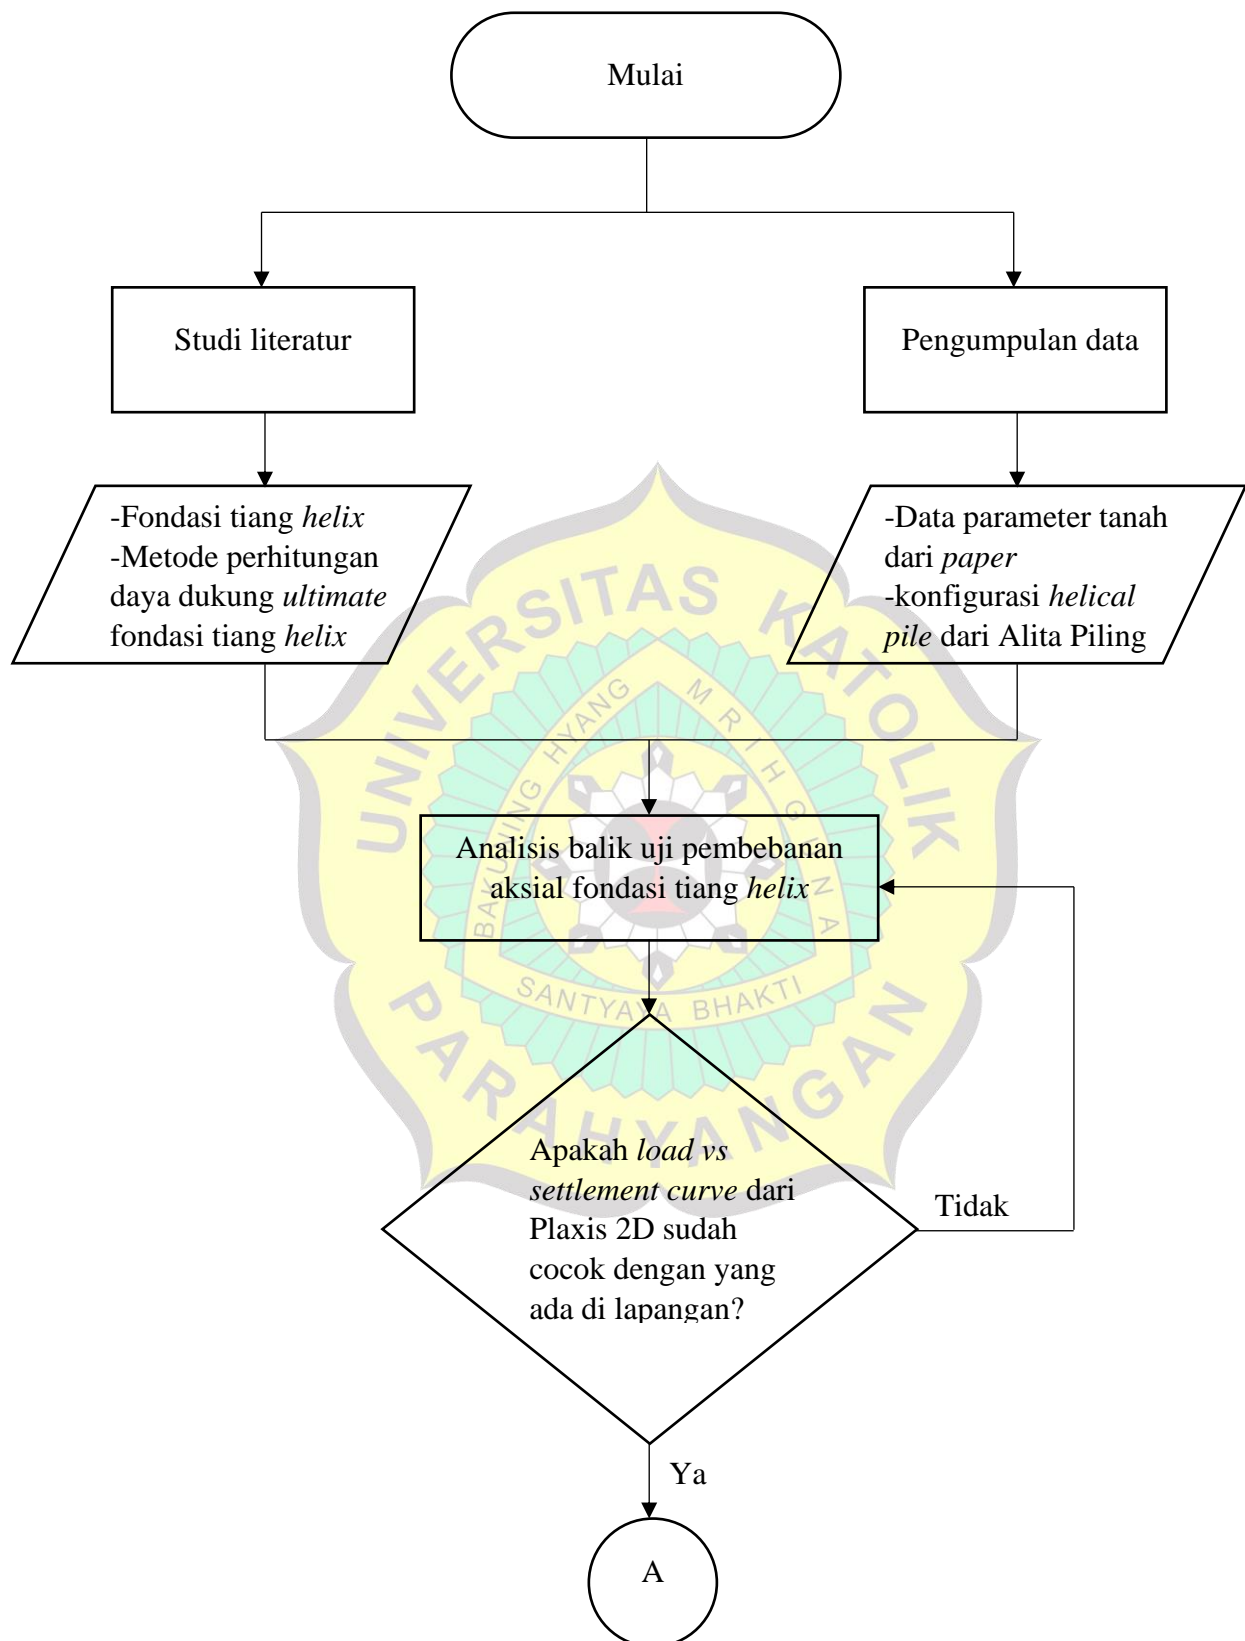 Mulai
Studi literatur
Pengumpulan data
-Fondasi tiang helix
-Metode perhitungan
daya dukung ultimate
fondasi tiang helix
-Data parameter tanah
dari paper
-konfigurasi helical
pile dari Alita Piling
UNIVERSITAS KATOLIK
PARAHYANGAN
BAKUNING HYANG
MRIHGUNA
SANTYAYA BHAKTI
Analisis balik uji pembebanan
aksial fondasi tiang helix
Apakah load vs
settlement curve dari
Plaxis 2D sudah
cocok dengan yang
ada di lapangan?
Tidak
Ya
A